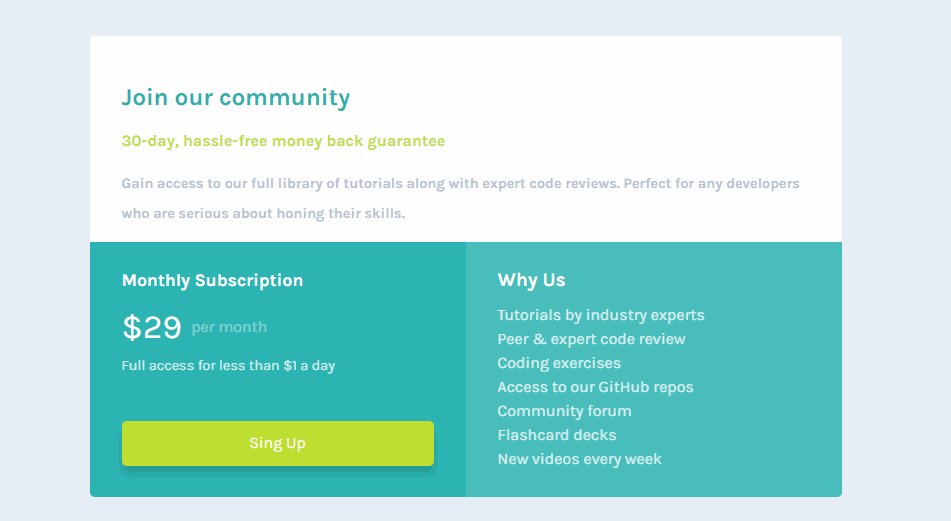 Join our community
30-day, hassle-free money back guarantee
Gain access to our full library of tutorials along with expert code reviews. Perfect for any developers
who are serious about honing their skills.
Monthly Subscription
$29 per month
Full access for less than $1 a day
Sing Up
Why Us
Tutorials by industry experts
Peer & expert code review
Coding exercises
Access to our GitHub repos
Community forum
Flashcard decks
New videos every week